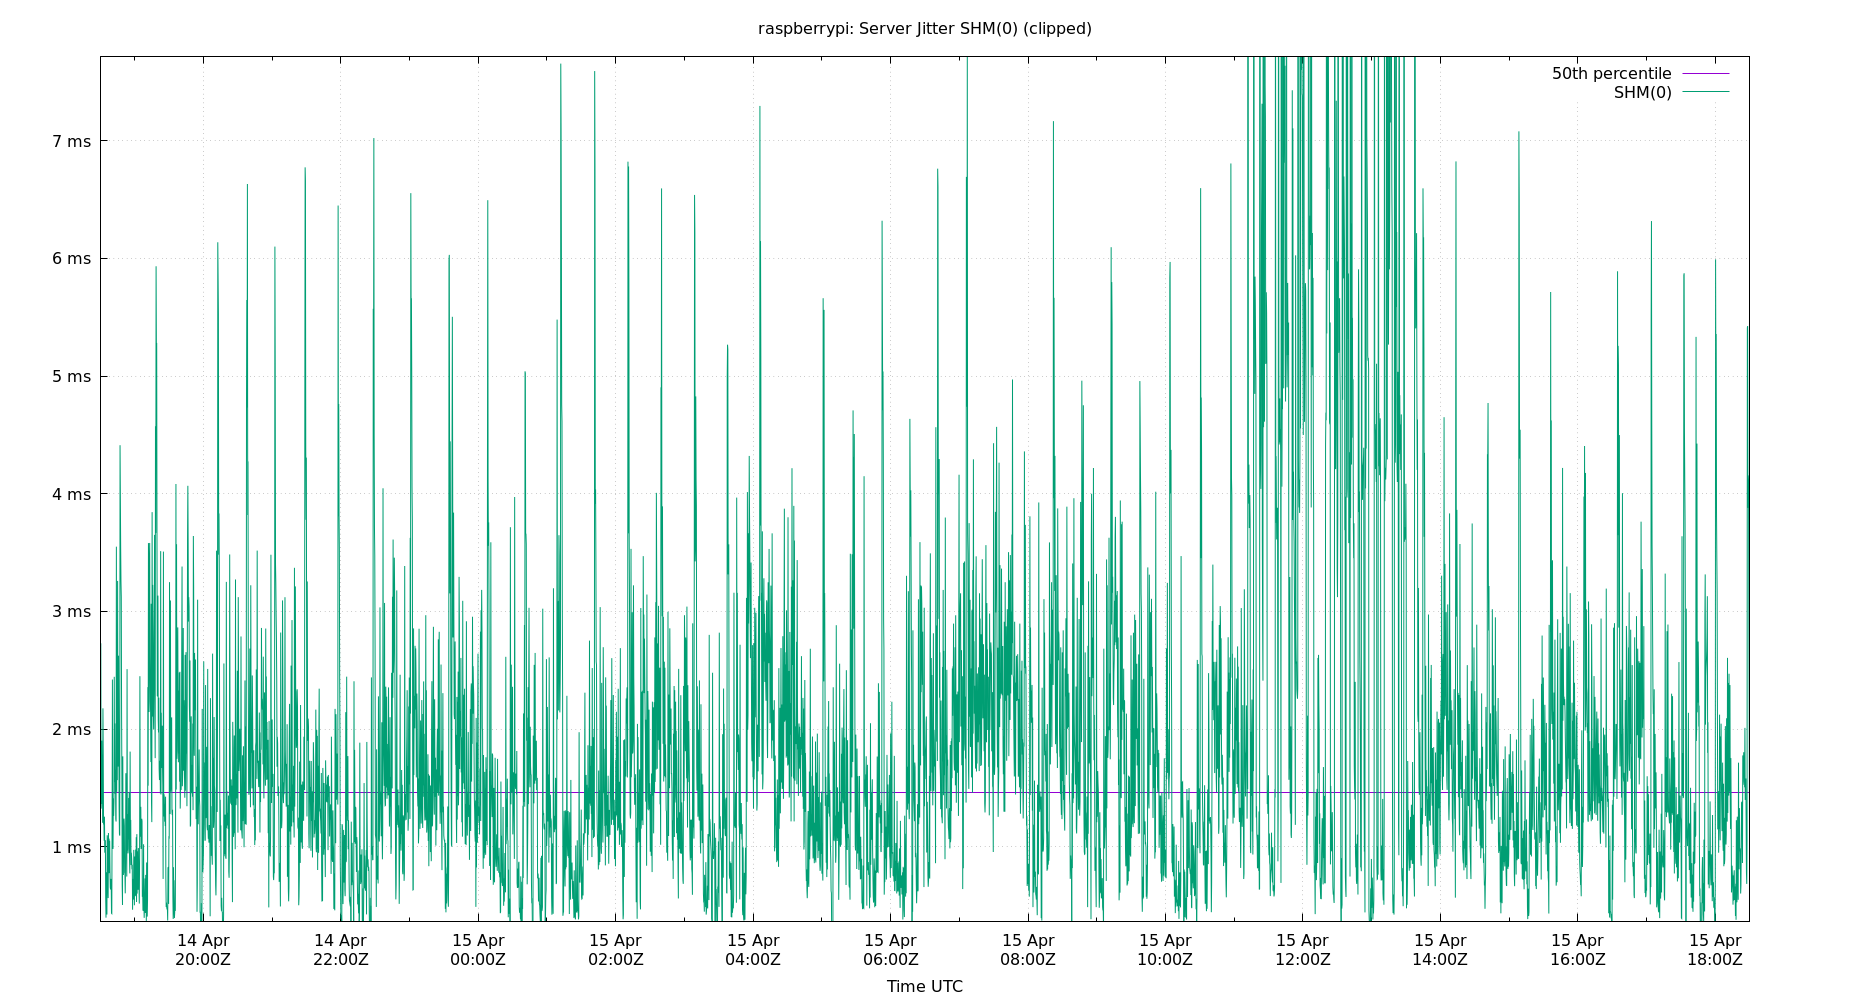 raspberrypi: Server Jitter SHM(0) (clipped)
50th percentile
SHM(0)
7 ms
6 ms
5 ms
4 ms
3 ms
2 ms
1 ms
14 Apr 14 Apr 15 Apr 15 Apr 15 Apr 15 Apr 15 Apr 15 Apr 15 Apr 15 Apr 15 Apr 15 Apr
20:00Z 22:00Z 00:00Z 02:00Z 04:00Z 06:00Z 08:00Z 10:00Z 12:00Z 14:00Z 16:00Z 18:00Z
Time UTC